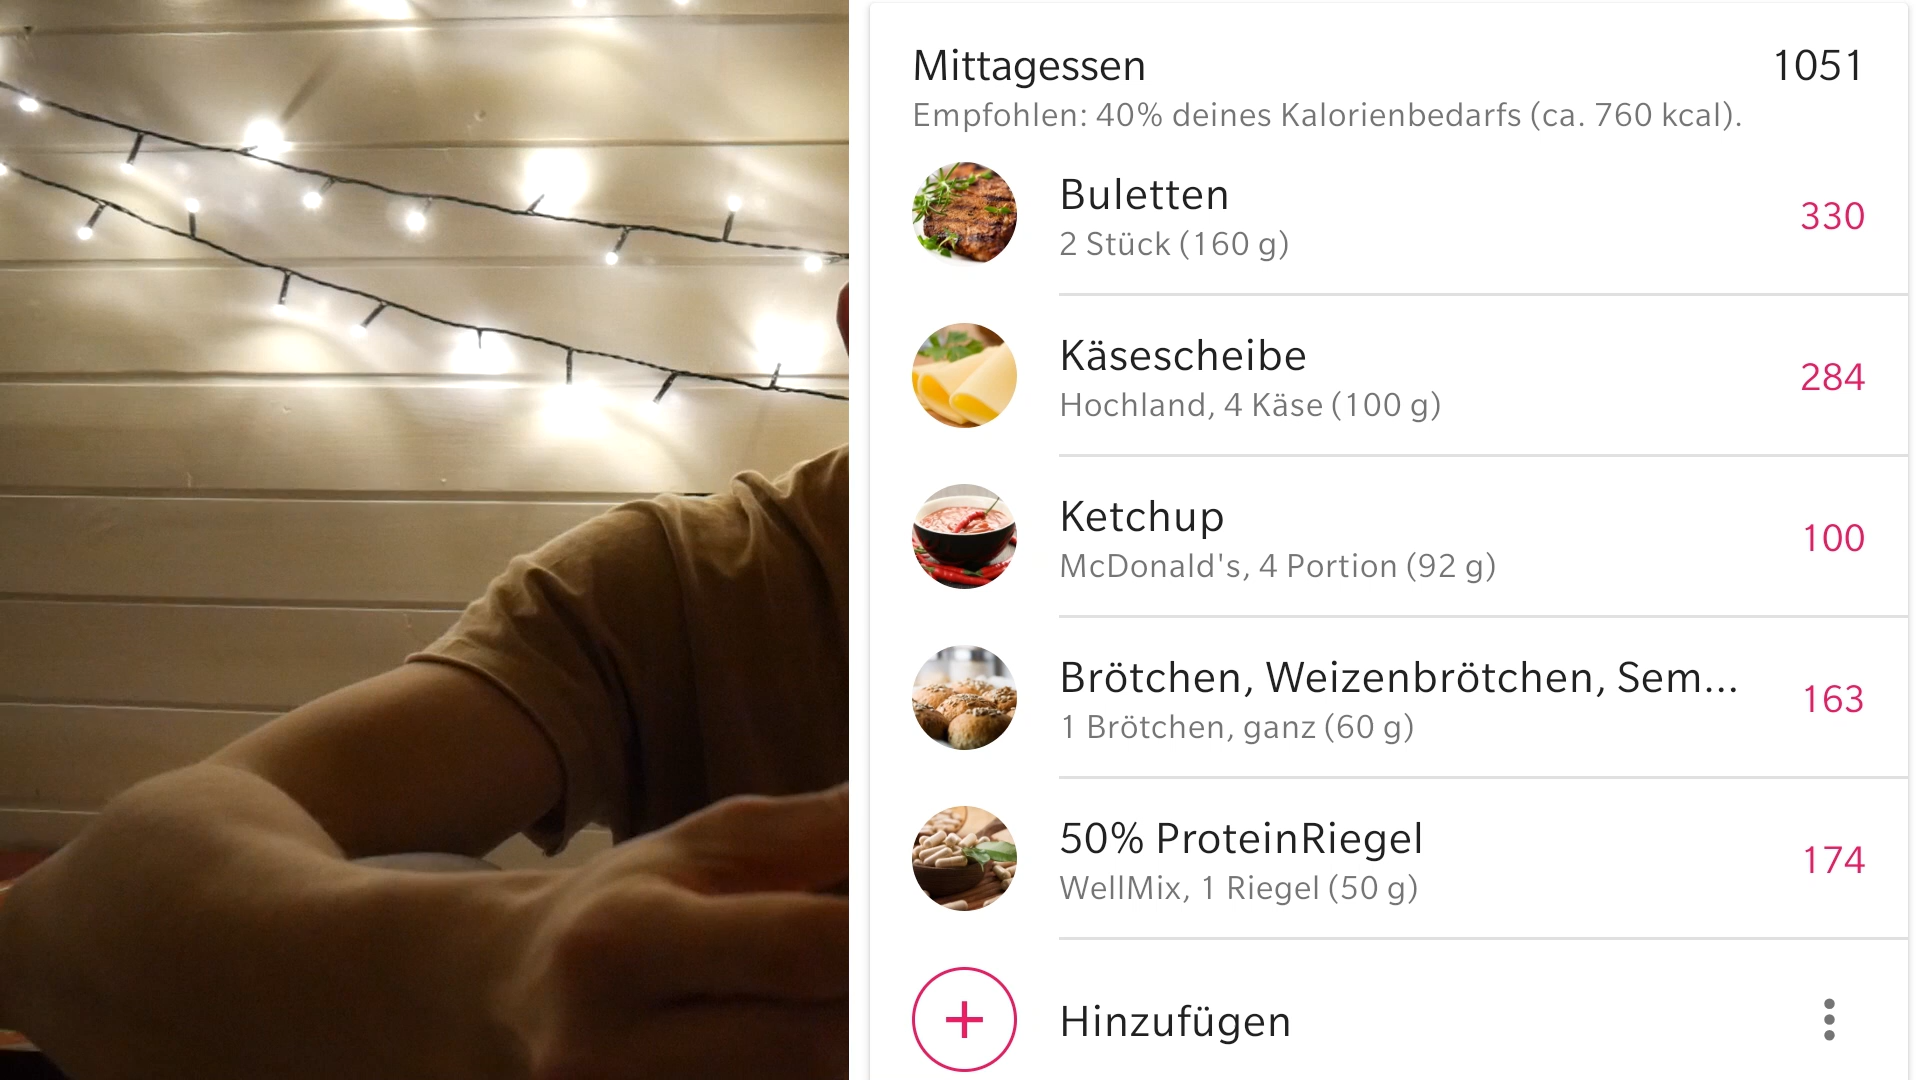 Mittagessen 1051
Empfohlen: 40% deines Kalorienbedarfs (ca. 760 kcal).
Buletten 330
2 Stück (160 g)
Käsescheibe 284
Hochland, 4 Käse (100 g)
Ketchup 100
McDonald's, 4 Portion (92 g)
Brötchen, Weizenbrötchen, Sem... 163
1 Brötchen, ganz (60 g)
50% ProteinRiegel 174
WellMix, 1 Riegel (50 g)
Hinzufügen